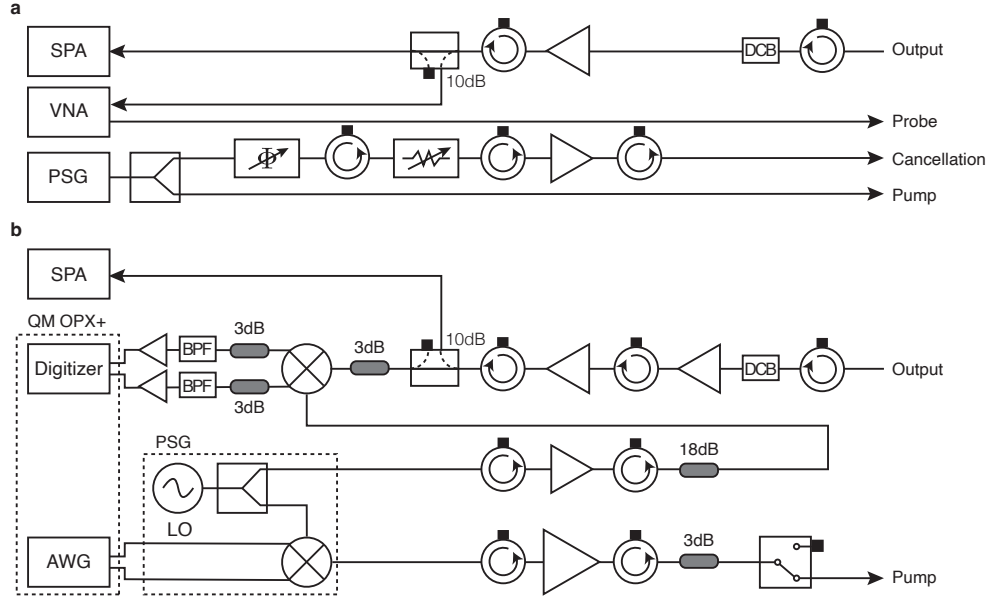 a
SPA
DCB
Output
10dB
VNA
Probe
Φ
Cancellation
PSG
Pump
b
SPA
QM OPX+
3dB
3dB
10dB
Digitizer
BPF
DCB
Output
BPF
3dB
PSG
18dB
LO
3dB
AWG
Pump